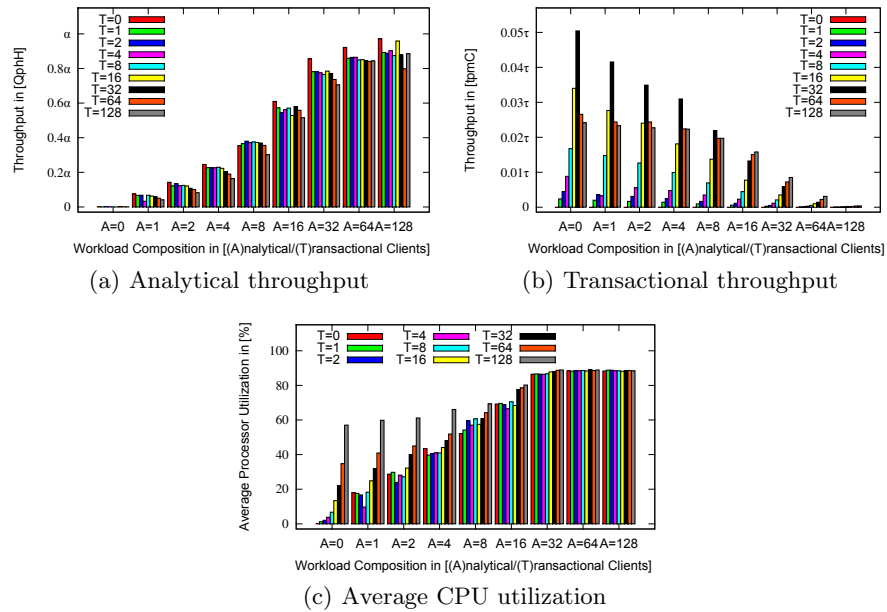 T=0
T=1
T=2
T=4
T=8
T=16
T=32
T=64
T=128
α
0.8α
0.6α
0.4α
0.2α
0
Throughput in [QphH]
A=0 A=1 A=2 A=4 A=8 A=16 A=32 A=64 A=128
Workload Composition in [(A)nalytical/(T)ransactional Clients]
(a) Analytical throughput
T=0
T=1
T=2
T=4
T=8
T=16
T=32
T=64
T=128
0.05τ
0.04τ
0.03τ
0.02τ
0.01τ
0
Throughput in [tpmC]
A=0 A=1 A=2 A=4 A=8 A=16 A=32 A=64 A=128
Workload Composition in [(A)nalytical/(T)ransactional Clients]
(b) Transactional throughput
T=0 T=4 T=32
T=1 T=8 T=64
T=2 T=16 T=128
100
80
60
40
20
0
Average Processor Utilization in [%]
A=0 A=1 A=2 A=4 A=8 A=16 A=32 A=64 A=128
Workload Composition in [(A)nalytical/(T)ransactional Clients]
(c) Average CPU utilization